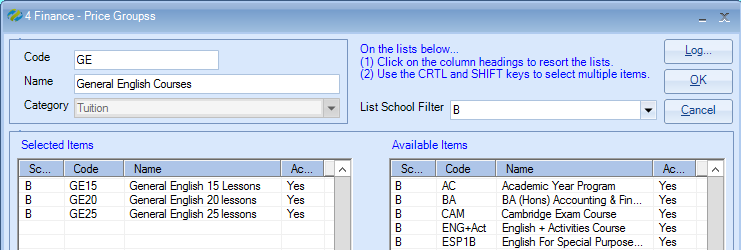 4 Finance - Price Groupss
Code GE
Name General English Courses
Category Tuition
On the lists below...
(1) Click on the column headings to resort the lists.
(2) Use the CRTL and SHIFT keys to select multiple items.
List School Filter B
Log...
OK
Cancel
Selected Items
Sc... Code Name Ac...
B GE15 General English 15 Lessons Yes
B GE20 General English 20 lessons Yes
B GE25 General English 25 lessons Yes
Available Items
Sc... Code Name Ac...
B AC Academic Year Program Yes
B BA BA (Hons) Accounting & Fin... Yes
B CAM Cambridge Exam Course Yes
B ENG+Act English + Activities Course Yes
B ESP1B English For Special Purpose... Yes